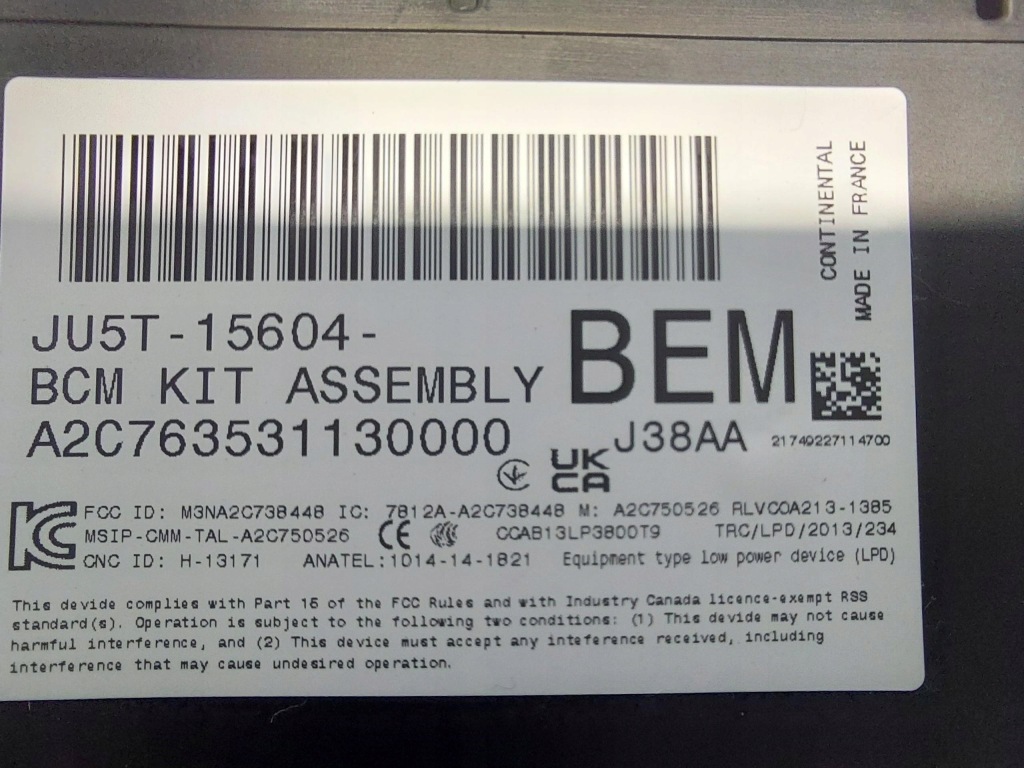 CONTINENTAL
MADE IN FRANCE
JU5T-15604-
BEM
BCM KIT ASSEMBLY
A2C763531130000
J38AA
21749227114700
UK
CA
KC
FCC ID: M3NA2C738448 IC: 7812A-A2C738448 M: A2C750526 RLVCOA213-1385
MSIP-CMM-TAL-A2C750526 CE CCAB13LP3800T9 TRC/LPD/2013/234
CNC ID: H-13171 ANATEL:1014-14-1821 Equipment type low power device (LPD)
This devide complies with Part 15 of the FCC Rules and with Industry Canada licence-exempt RSS
standard(s). Operation is subject to the following two conditions: (1) This devide may not cause
harmful interference, and (2) This device must accept any inteference received, including
interference that may cause undesired operation.